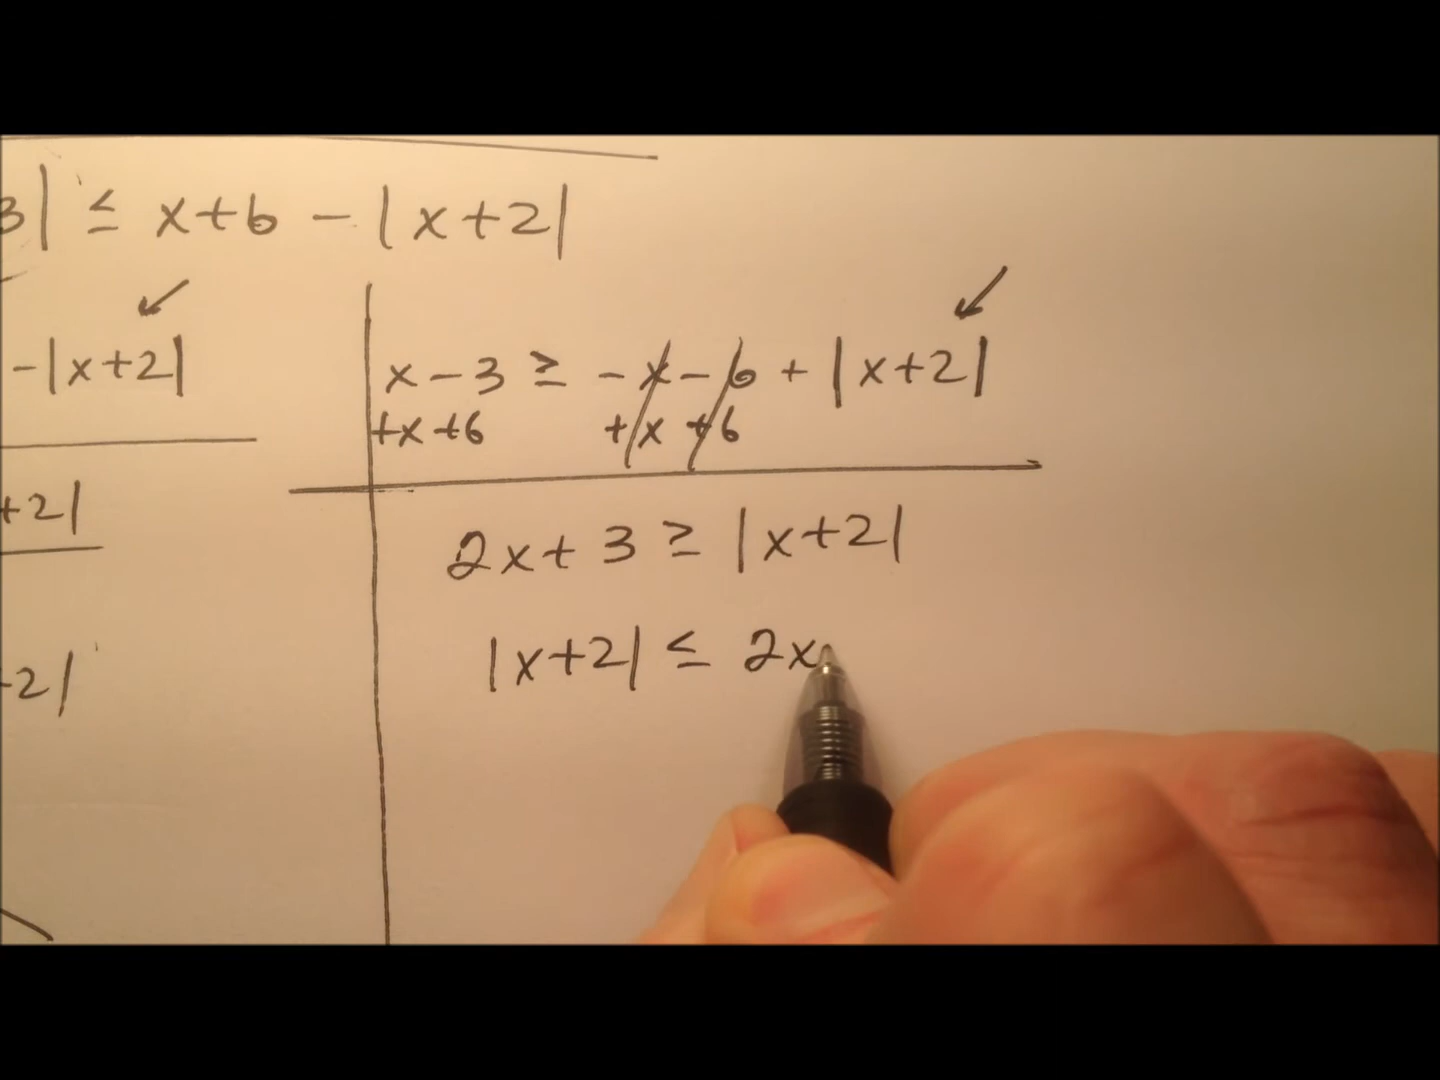 3| ≤ x+6 - |x+2|
-|x+2|
+2|
-2|
x - 3 ≥ -x - 6 + |x+2|
+x +6 +x +6
2x + 3 ≥ |x+2|
|x+2| ≤ 2x